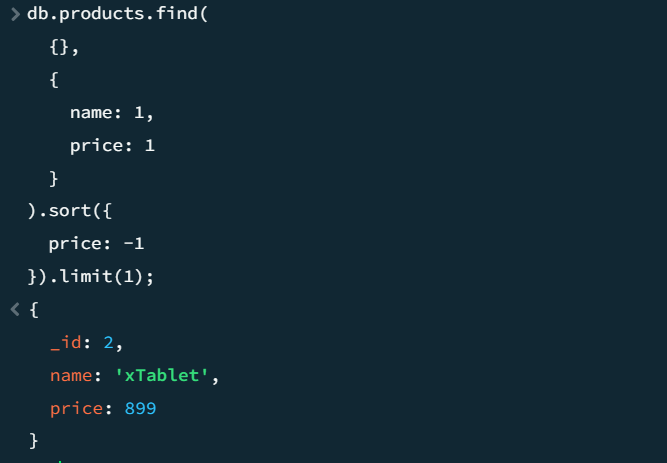 > db.products.find(
{},
{
name: 1,
price: 1
}
).sort({
price: -1
}).limit(1);
< {
_id: 2,
name: 'xTablet',
price: 899
}